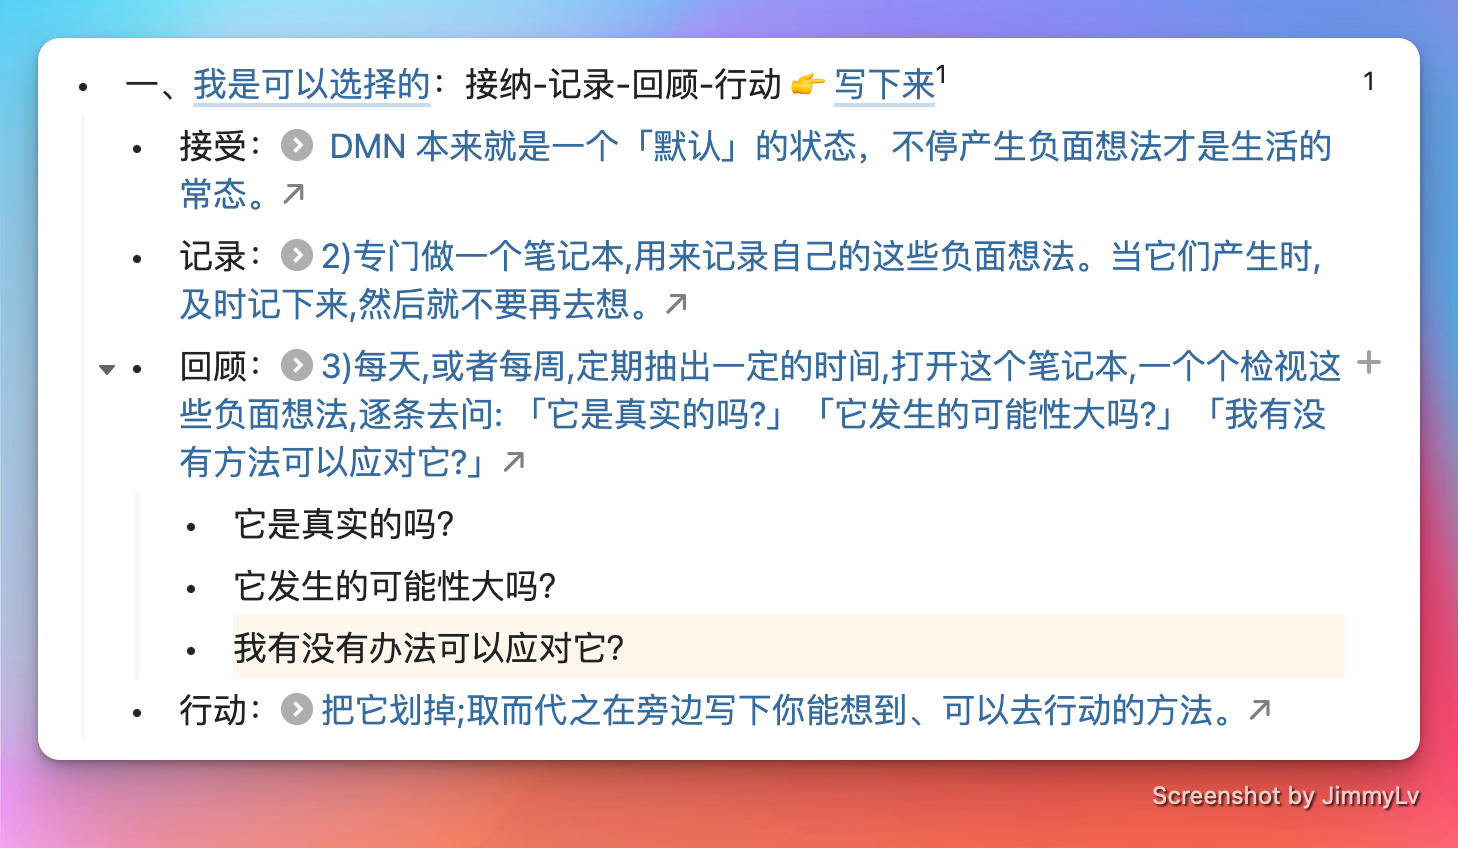 一、我是可以选择的：接纳-记录-回顾-行动 👉 写下来1 1
接受： DMN 本来就是一个「默认」的状态，不停产生负面想法才是生活的
常态。↗
记录： 2)专门做一个笔记本,用来记录自己的这些负面想法。当它们产生时,
及时记下来,然后就不要再去想。↗
回顾： 3)每天,或者每周,定期抽出一定的时间,打开这个笔记本,一个个检视这
些负面想法,逐条去问:「它是真实的吗?」「它发生的可能性大吗?」「我有没
有方法可以应对它?」↗
它是真实的吗?
它发生的可能性大吗?
我有没有办法可以应对它?
行动： 把它划掉;取而代之在旁边写下你能想到、可以去行动的方法。↗
Screenshot by JimmyLv